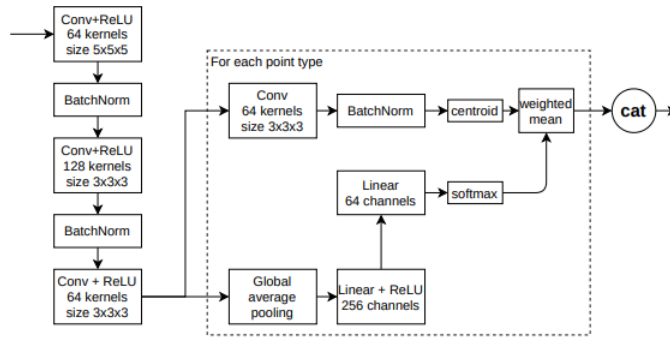 Conv+ReLU
64 kernels
size 5x5x5
BatchNorm
Conv+ReLU
128 kernels
size 3x3x3
BatchNorm
Conv + ReLU
64 kernels
size 3x3x3
For each point type
Conv
64 kernels
size 3x3x3
BatchNorm
centroid
weighted
mean
cat
Linear
64 channels
softmax
Global
average
pooling
Linear + ReLU
256 channels